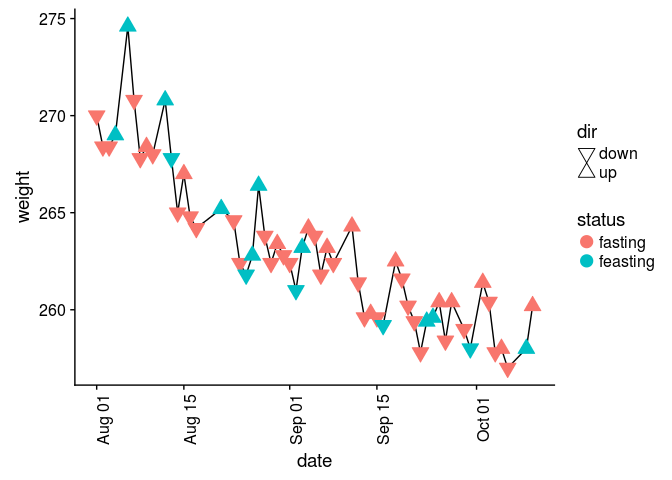 275
270
265
260
weight
Aug 01
Aug 15
Sep 01
Sep 15
Oct 01
date
dir
down
up
status
fasting
feasting